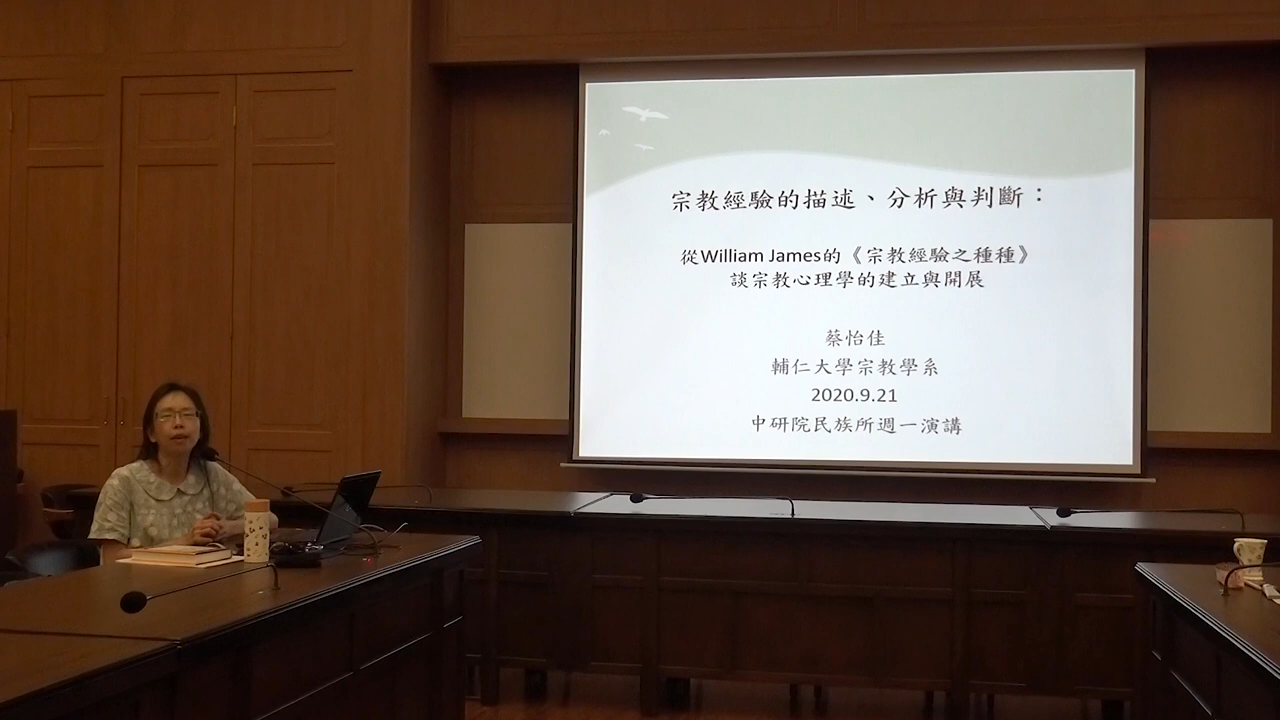 宗教經驗的描述、分析與判斷：
從William James的《宗教經驗之種種》
談宗教心理學的建立與開展
蔡怡佳
輔仁大學宗教學系
2020.9.21
中研院民族所週一演講